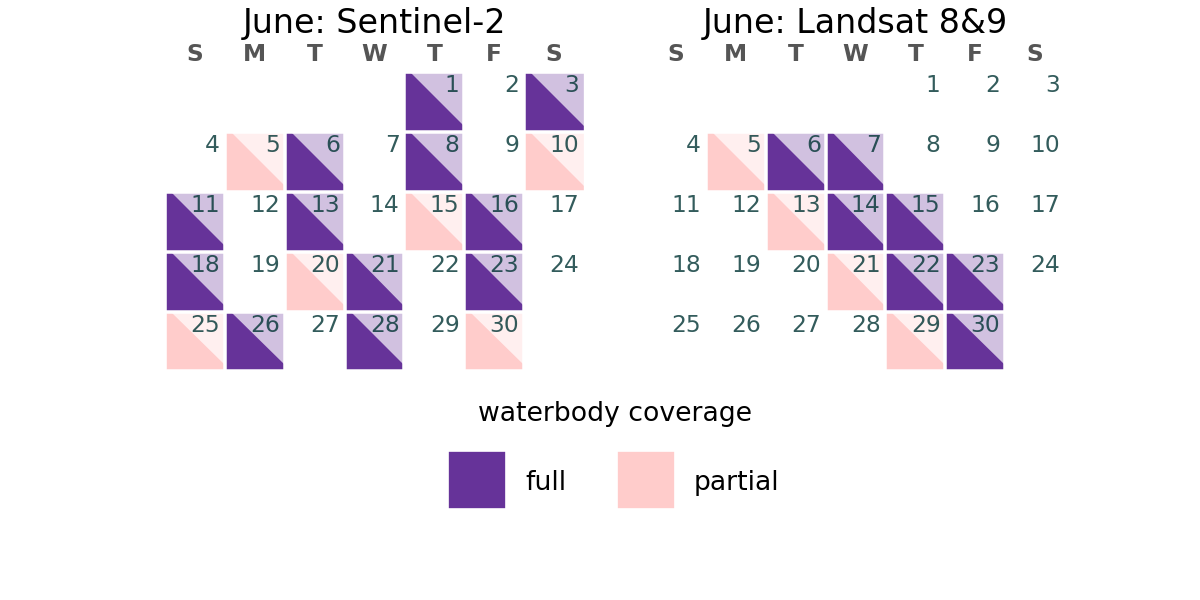 June: Sentinel-2
S M T W T F S
1 2 3
4 5 6 7 8 9 10
11 12 13 14 15 16 17
18 19 20 21 22 23 24
25 26 27 28 29 30
June: Landsat 8&9
S M T W T F S
1 2 3
4 5 6 7 8 9 10
11 12 13 14 15 16 17
18 19 20 21 22 23 24
25 26 27 28 29 30
waterbody coverage
full
partial